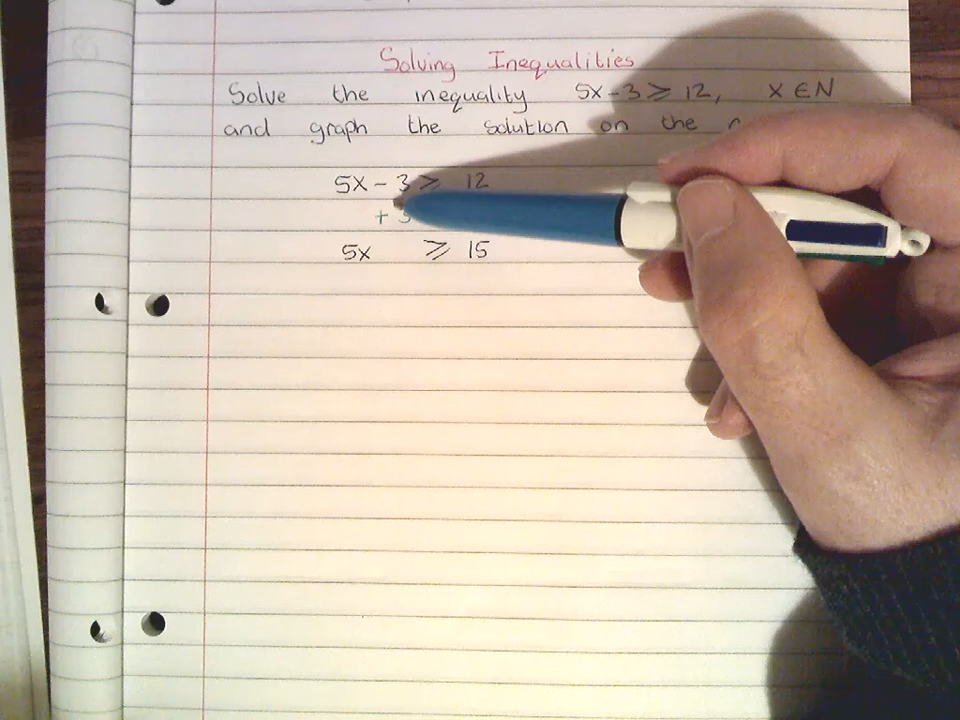 Solving Inequalities
Solve the inequality 5x-3 ⩾ 12, x ∈ N
and graph the solution on the
5x - 3 ⩾ 12
+ 3
5x ⩾ 15